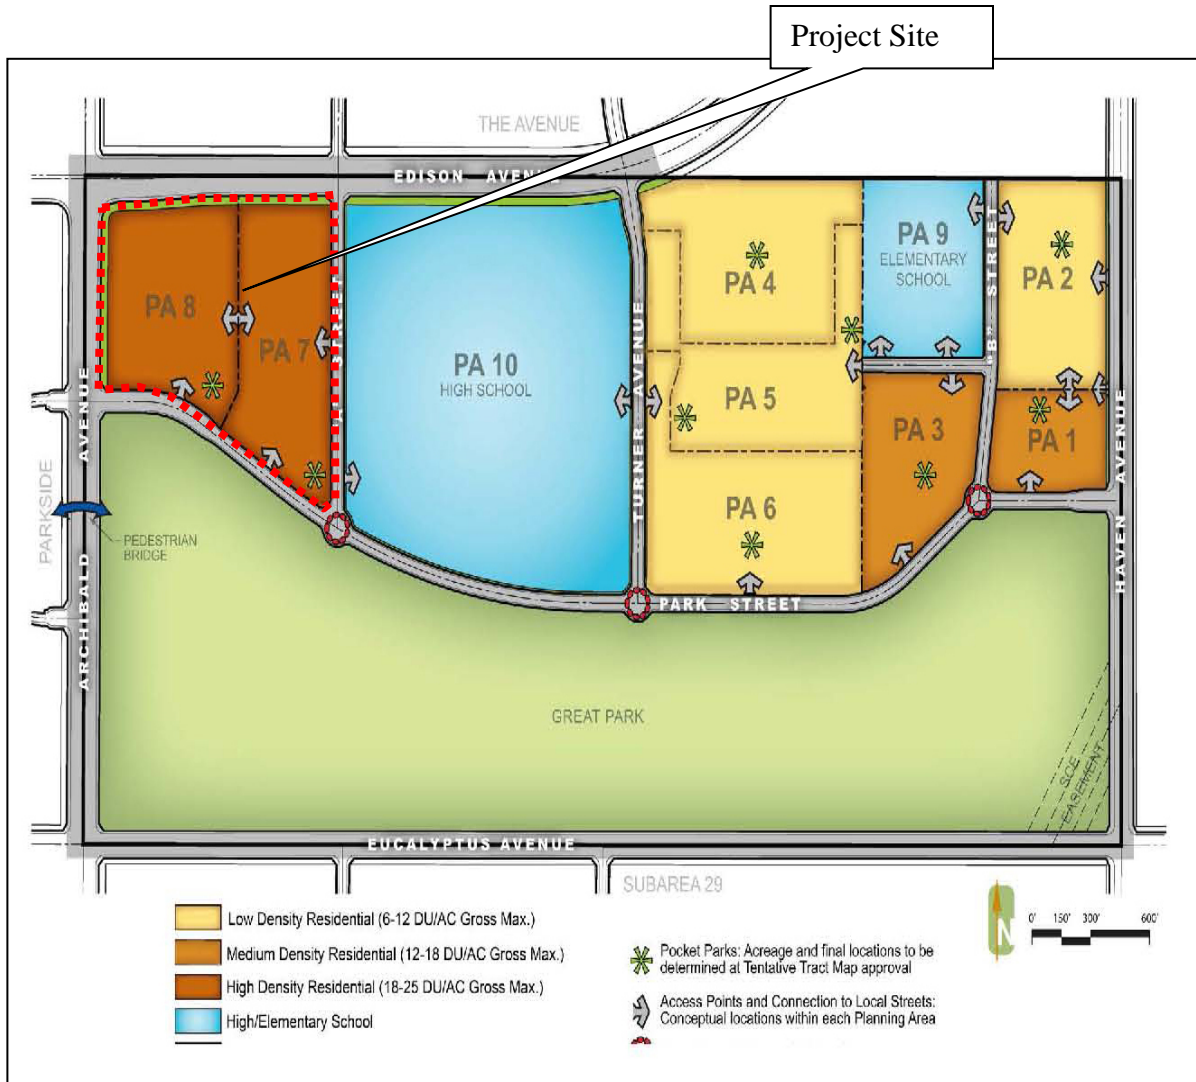 Project Site
THE AVENUE
EDISON AVENUE
PA 8
PA 7
STREET
PA 10
HIGH SCHOOL
TURNER AVENUE
PA 4
PA 5
PA 6
PA 9
ELEMENTARY
SCHOOL
"B" STREET
PA 2
PA 3
PA 1
HAVEN AVENUE
PARKSIDE
ARCHIBALD AVENUE
PEDESTRIAN
BRIDGE
PARK STREET
GREAT PARK
SCE
EASEMENT
EUCALYPTUS AVENUE
SUBAREA 29
Low Density Residential (6-12 DU/AC Gross Max.)
Medium Density Residential (12-18 DU/AC Gross Max.)
High Density Residential (18-25 DU/AC Gross Max.)
High/Elementary School
Pocket Parks: Acreage and final locations to be
determined at Tentative Tract Map approval
Access Points and Connection to Local Streets:
Conceptual locations within each Planning Area
N
0' 150' 300' 600'